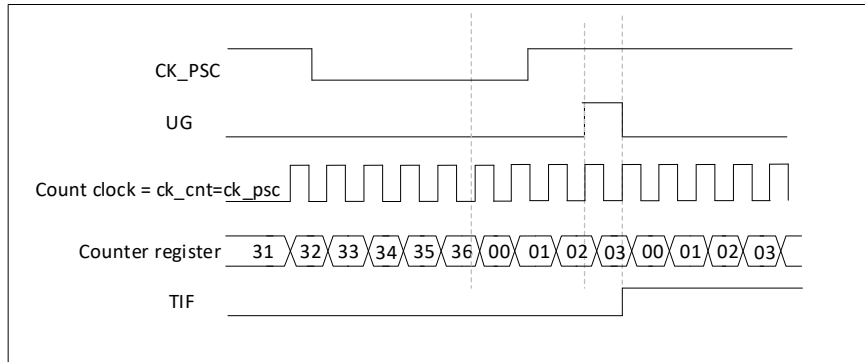 CK_PSC
UG
Count clock = ck_cnt=ck_psc
Counter register 31 32 33 34 35 36 00 01 02 03 00 01 02 03
TIF